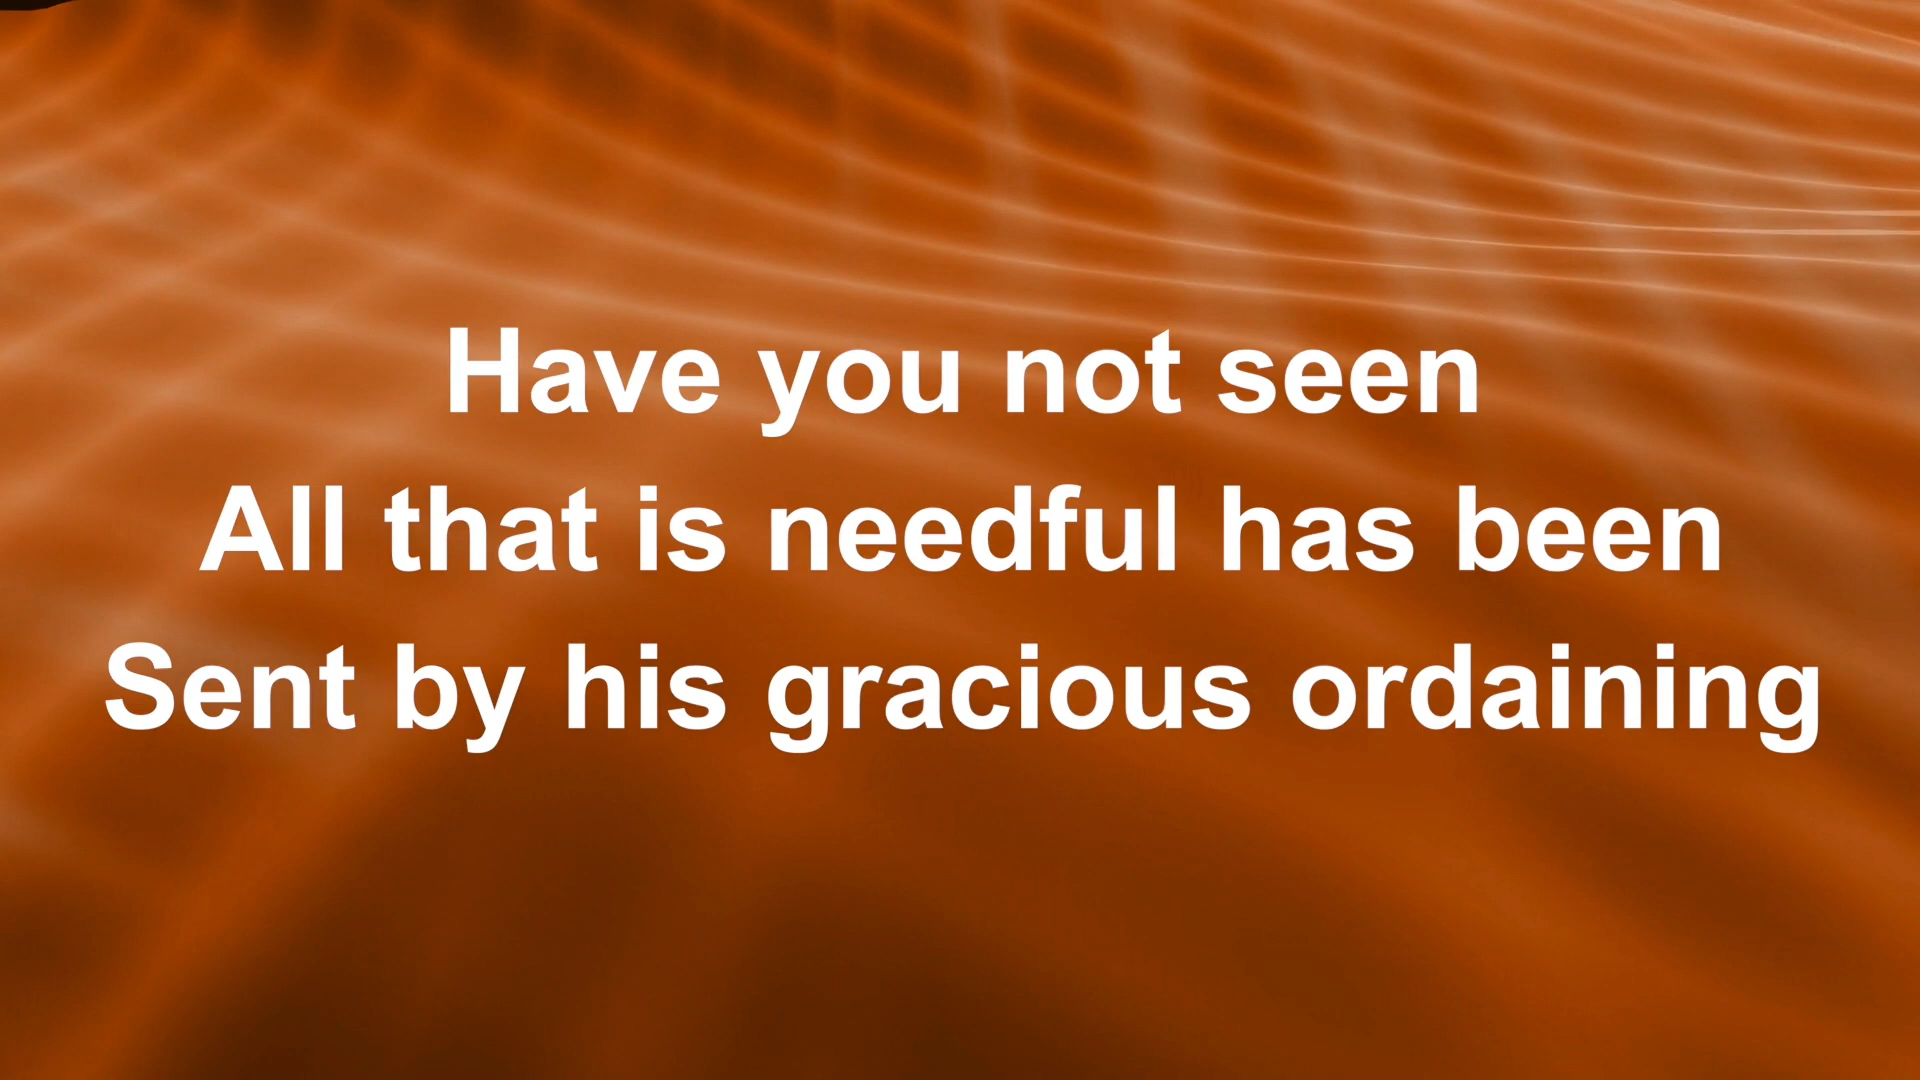 Have you not seen
All that is needful has been
Sent by his gracious ordaining